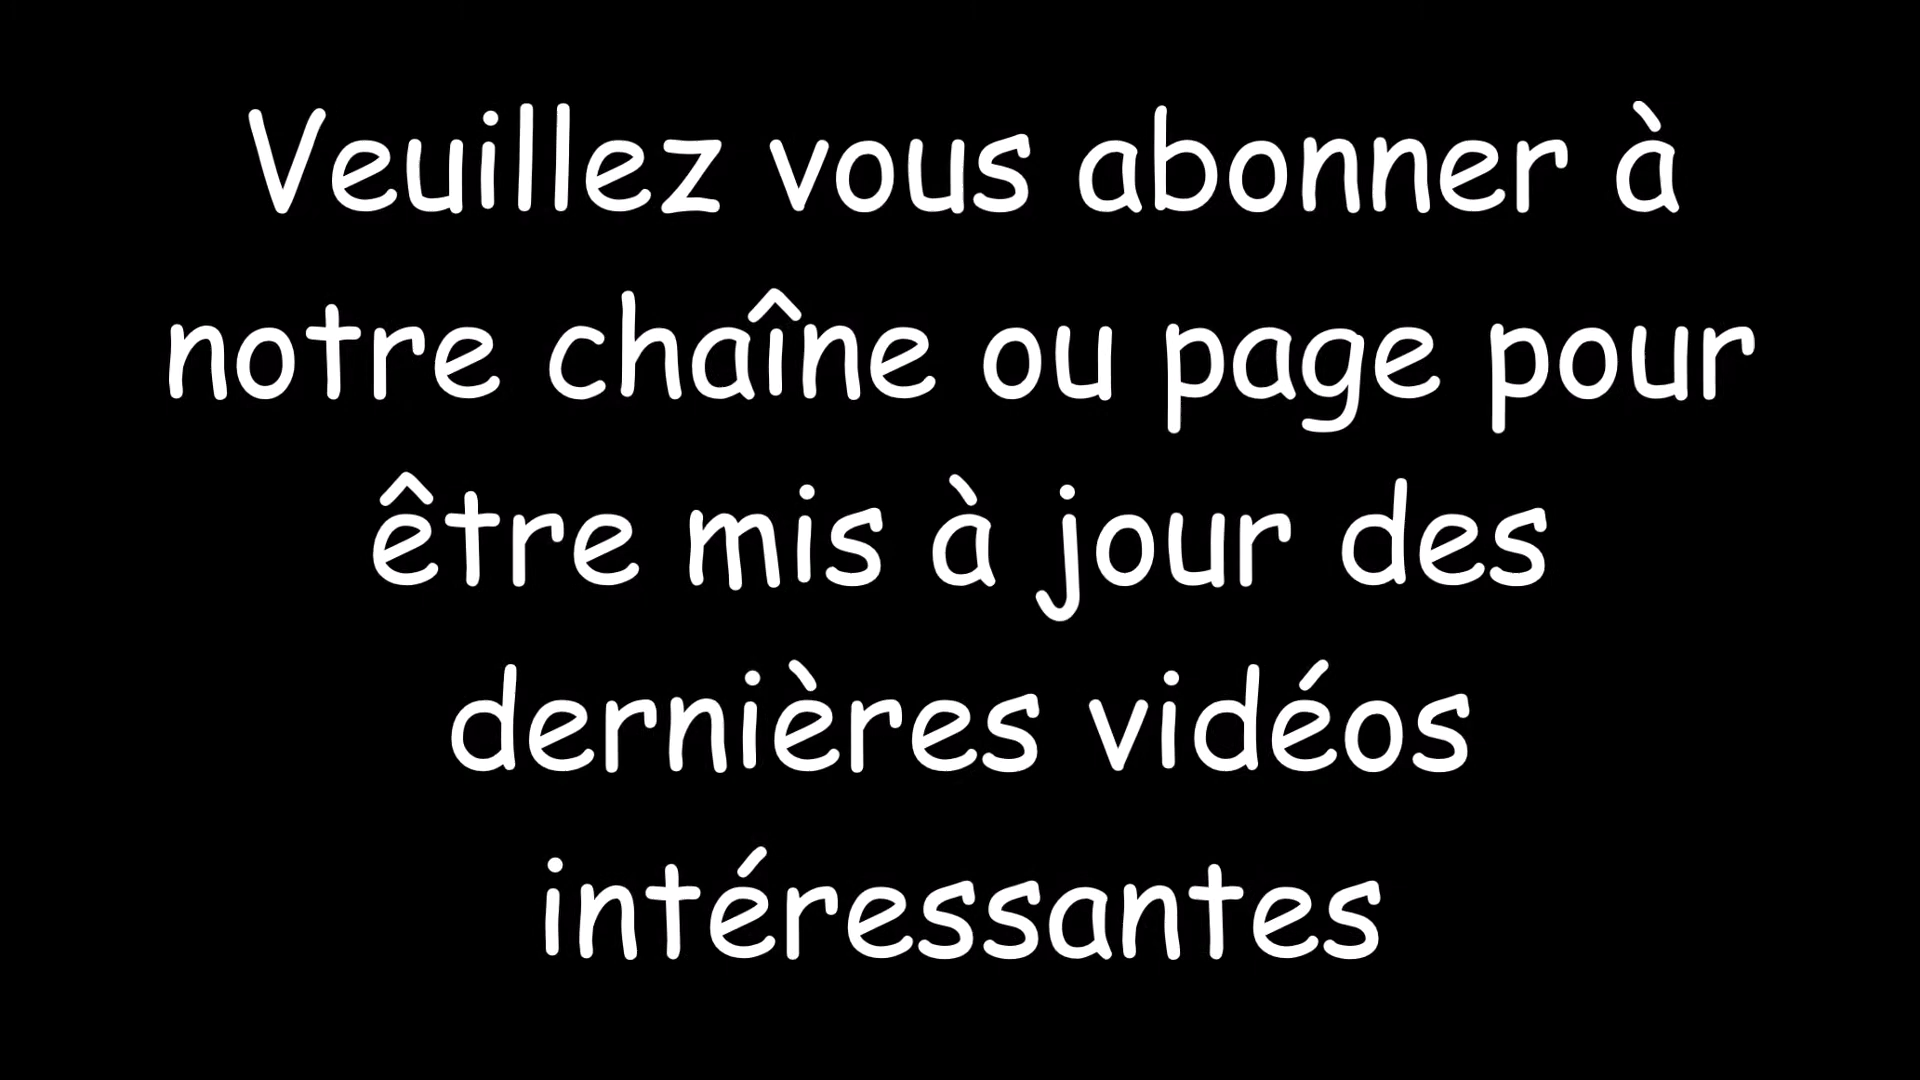 Veuillez vous abonner à
notre chaîne ou page pour
être mis à jour des
dernières vidéos
intéressantes